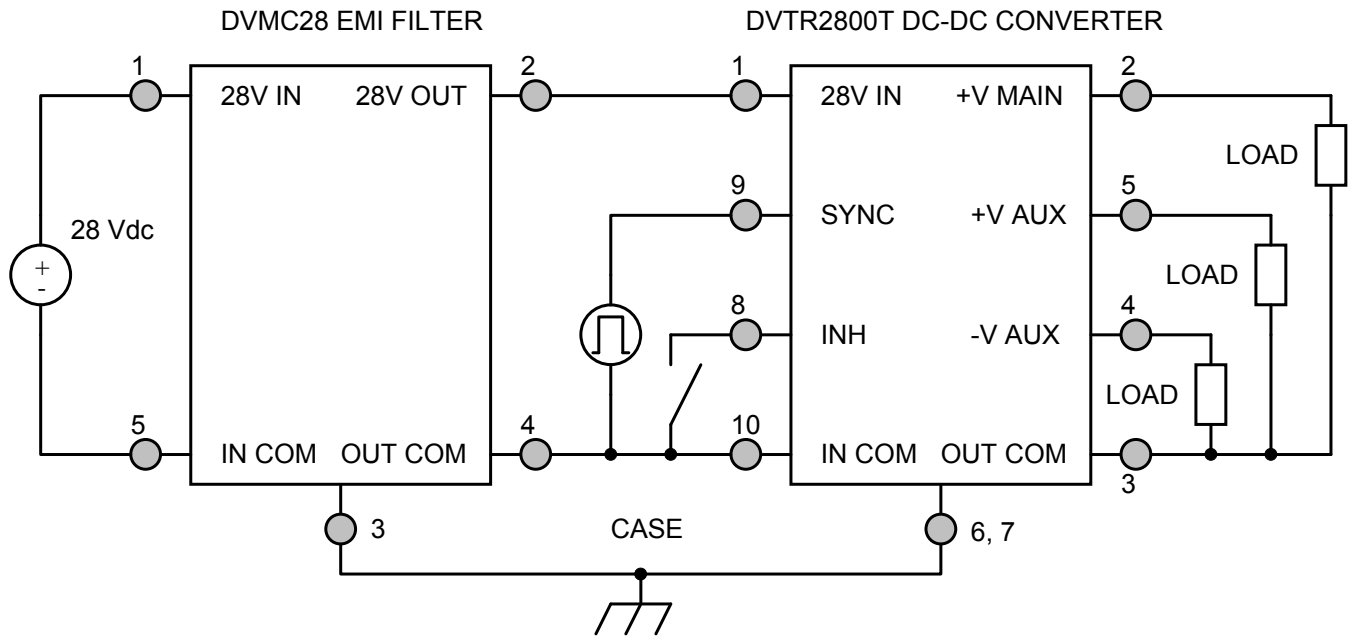 DVMC28 EMI FILTER
DVTR2800T DC-DC CONVERTER
1
2
1
2
28V IN
28V OUT
28V IN
+V MAIN
LOAD
9
5
SYNC
+V AUX
28 Vdc
+
-
LOAD
8
4
INH
-V AUX
LOAD
5
4
10
IN COM
OUT COM
IN COM
OUT COM
3
3
CASE
6, 7